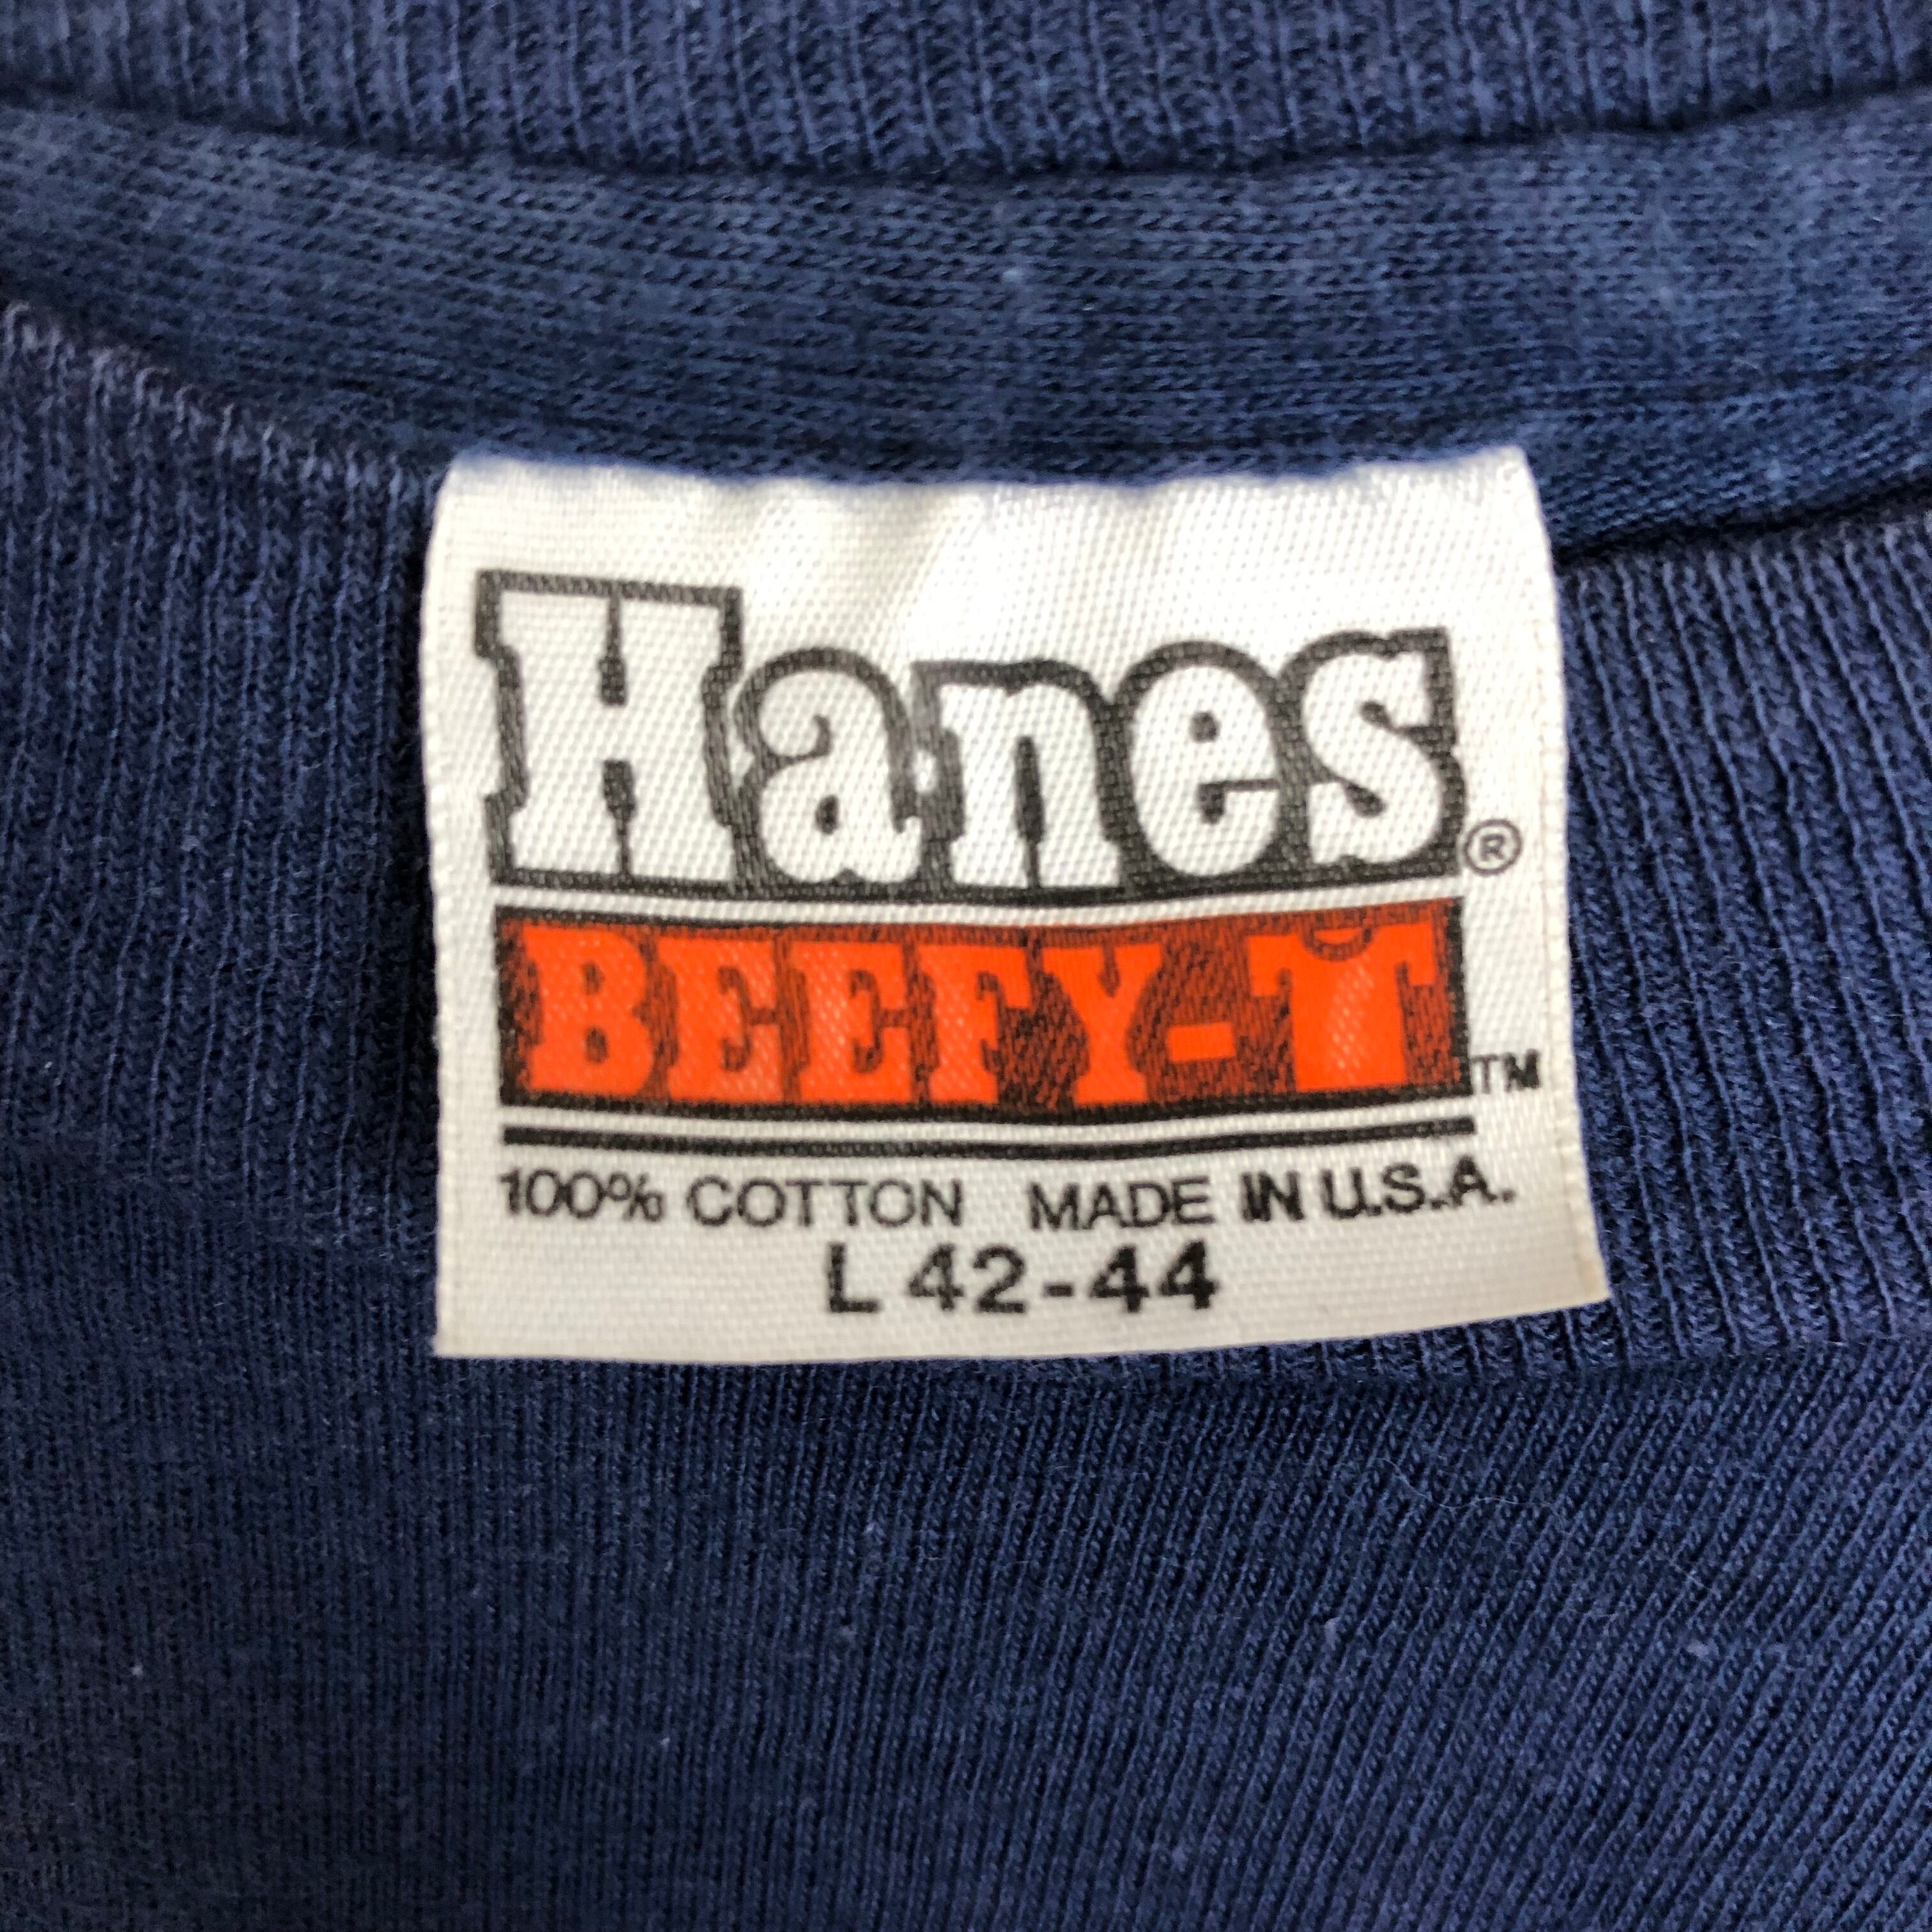 Hanes®
BEEFY-T™
100% COTTON MADE IN U.S.A.
L 42-44